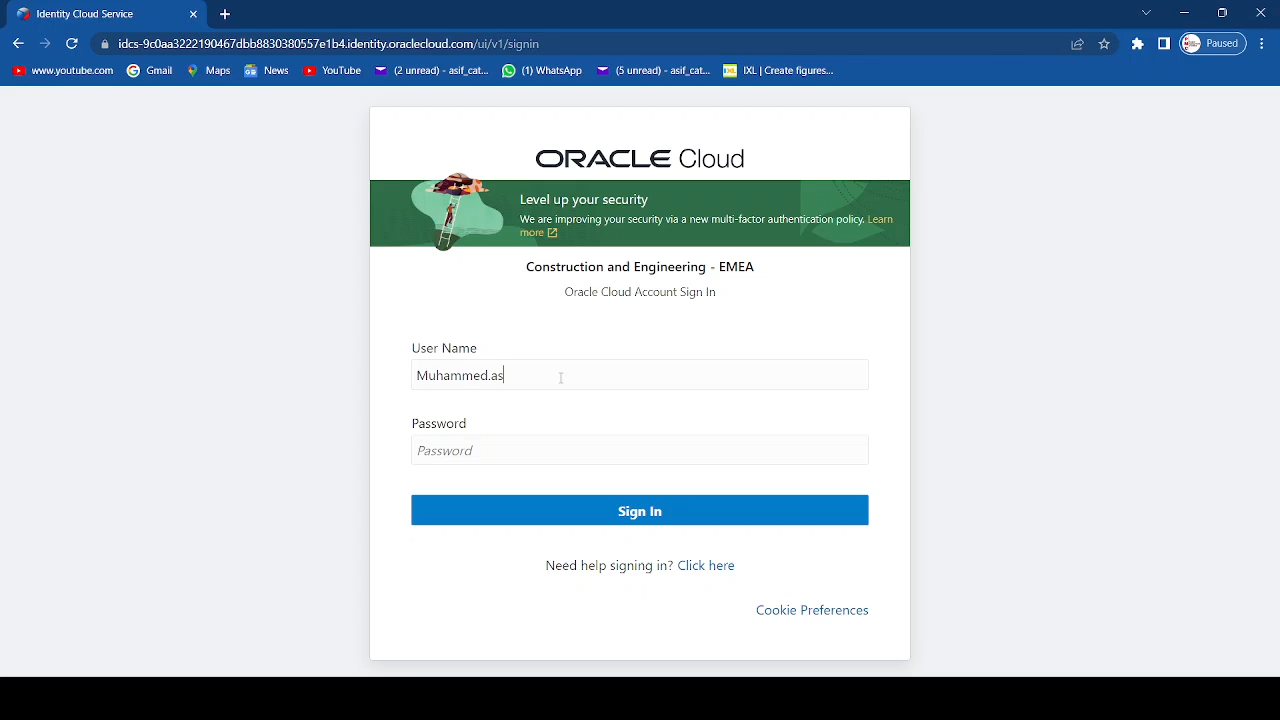 Identity Cloud Service
idcs-9c0aa3222190467dbb8830380557e1b4.identity.oraclecloud.com/ui/v1/signin
Paused
www.youtube.com Gmail Maps News YouTube (2 unread) - asif_cat... (1) WhatsApp (5 unread) - asif_cat... IXL | Create figures...
ORACLE Cloud
Level up your security
We are improving your security via a new multi-factor authentication policy. Learn
more
Construction and Engineering - EMEA
Oracle Cloud Account Sign In
User Name
Muhammed.as
Password
Password
Sign In
Need help signing in? Click here
Cookie Preferences